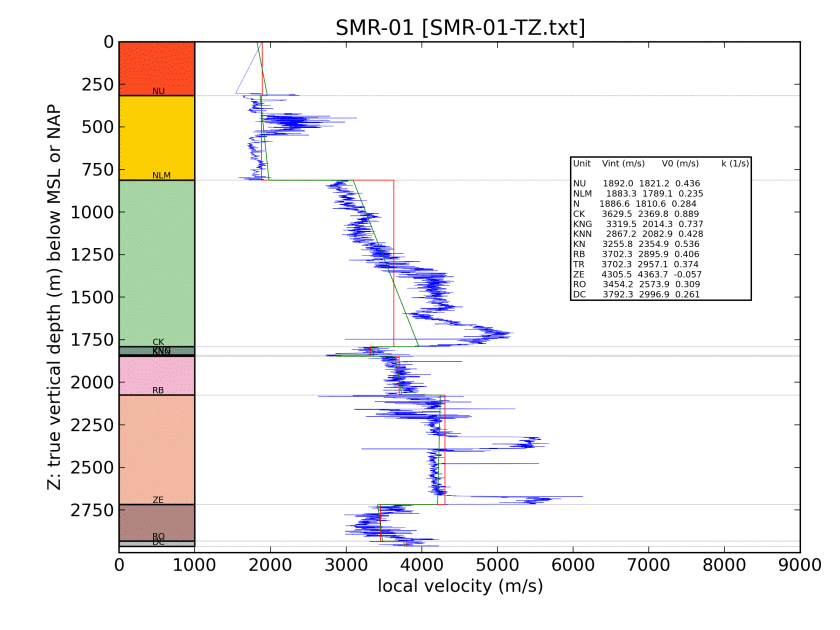 SMR-01 [SMR-01-TZ.txt]
0
250
500
750
1000
1250
1500
1750
2000
2250
2500
2750
Z: true vertical depth (m) below MSL or NAP
NU
NLM
CK
KNN
RB
ZE
RO
DC
Unit Vint (m/s) V0 (m/s) k (1/s)
NU 1892.0 1821.2 0.436
NLM 1883.3 1789.1 0.235
N 1886.6 1810.6 0.284
CK 3629.5 2369.8 0.889
KNG 3319.5 2014.3 0.737
KNN 2867.2 2082.9 0.428
KN 3255.8 2354.9 0.536
RB 3702.3 2895.9 0.406
TR 3702.3 2957.1 0.374
ZE 4305.5 4363.7 -0.057
RO 3454.2 2573.9 0.309
DC 3792.3 2996.9 0.261
0 1000 2000 3000 4000 5000 6000 7000 8000 9000
local velocity (m/s)